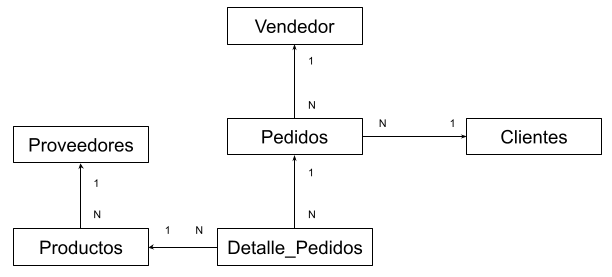 Vendedor
1
N
Pedidos
N
1
Clientes
Proveedores
1
N
1
N
Productos
1
N
Detalle_Pedidos